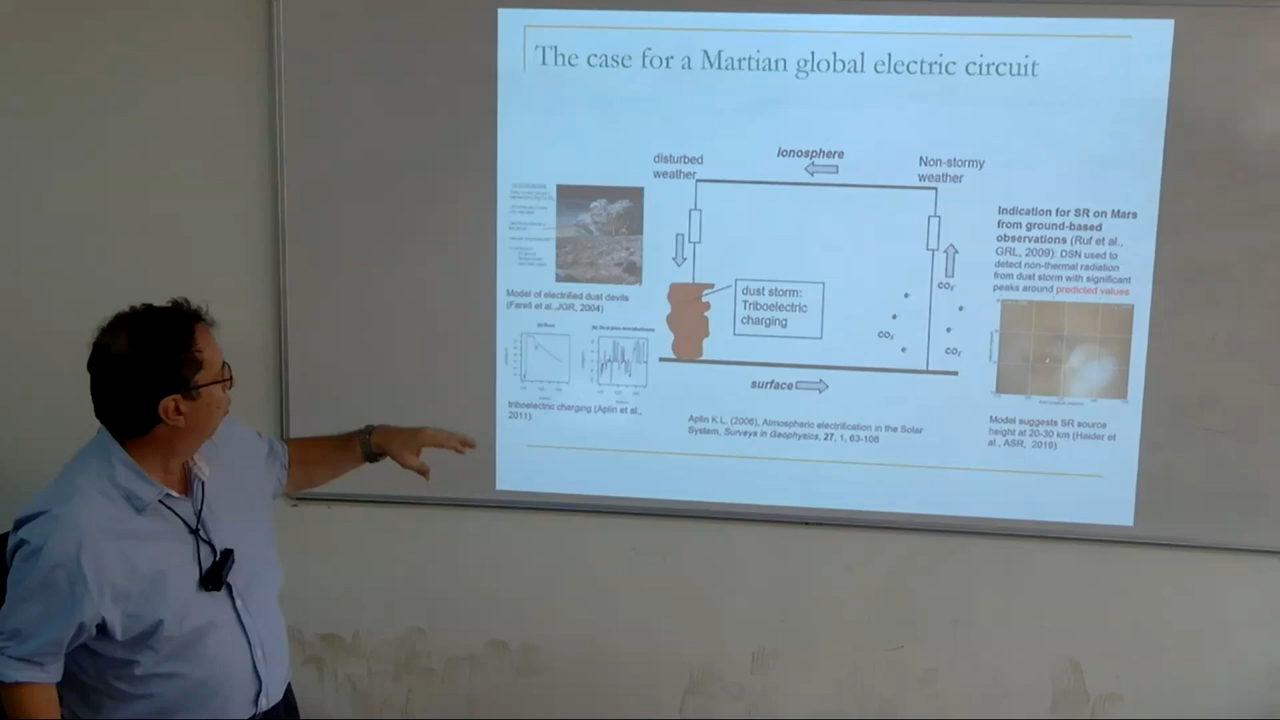 The case for a Martian global electric circuit
disturbed
weather
ionosphere
Non-stormy
weather
Model of electrified dust devils
(Farell et al.,JGR, 2004)
triboelectric charging (Aplin et al.,
2011)
dust storm:
Triboelectric
charging
surface
Aplin K.L. (2006), Atmospheric electrification in the Solar
System, Surveys in Geophysics, 27, 1, 63-108
Indication for SR on Mars
from ground-based
observations (Ruf et al.,
GRL, 2009): DSN used to
detect non-thermal radiation
from dust storm with significant
peaks around predicted values
Model suggests SR source
height at 20-30 km (Haider et
al., ASR, 2019)